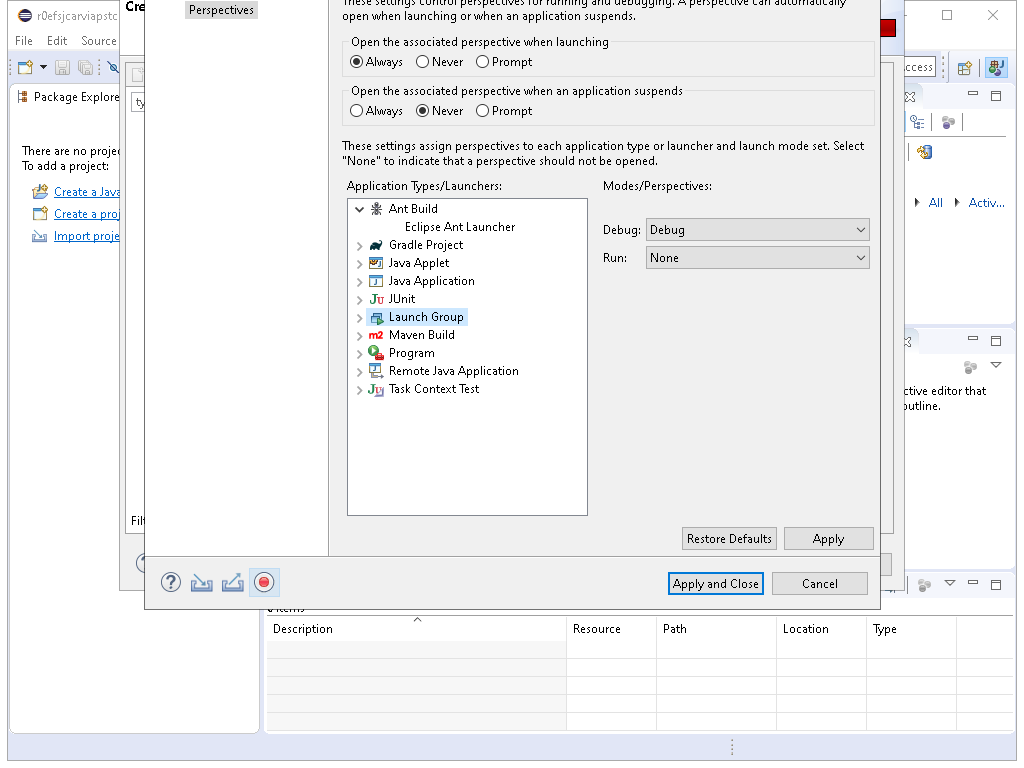 r0efsjcarviapstc
Cre
Perspectives
These settings control perspectives for running and debugging. A perspective can automatically
open when launching or when an application suspends.
File Edit Source
Open the associated perspective when launching
Always Never Prompt
ccess
Open the associated perspective when an application suspends
Always Never Prompt
Package Explore
ty
These settings assign perspectives to each application type or launcher and launch mode set. Select
"None" to indicate that a perspective should not be opened.
There are no projec
To add a project:
Create a Java
Create a proj
Import proje
Application Types/Launchers:
Modes/Perspectives:
Ant Build
Eclipse Ant Launcher
Gradle Project
Java Applet
Java Application
JUnit
Launch Group
Maven Build
Program
Remote Java Application
Task Context Test
Debug: Debug
Run: None
All Activ...
ctive editor that
outline.
Filt
Restore Defaults Apply
Apply and Close Cancel
0 items
Description Resource Path Location Type